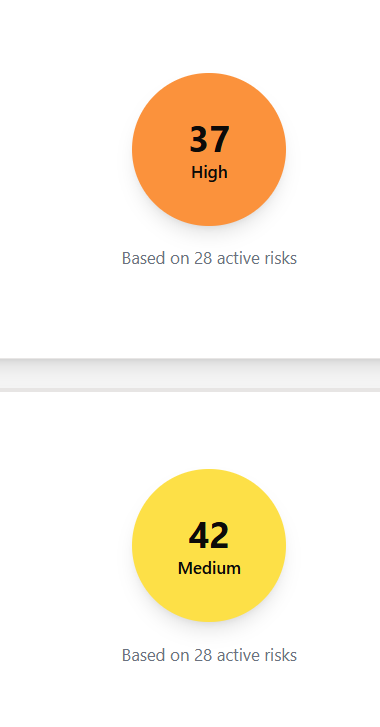 37
High
Based on 28 active risks
42
Medium
Based on 28 active risks